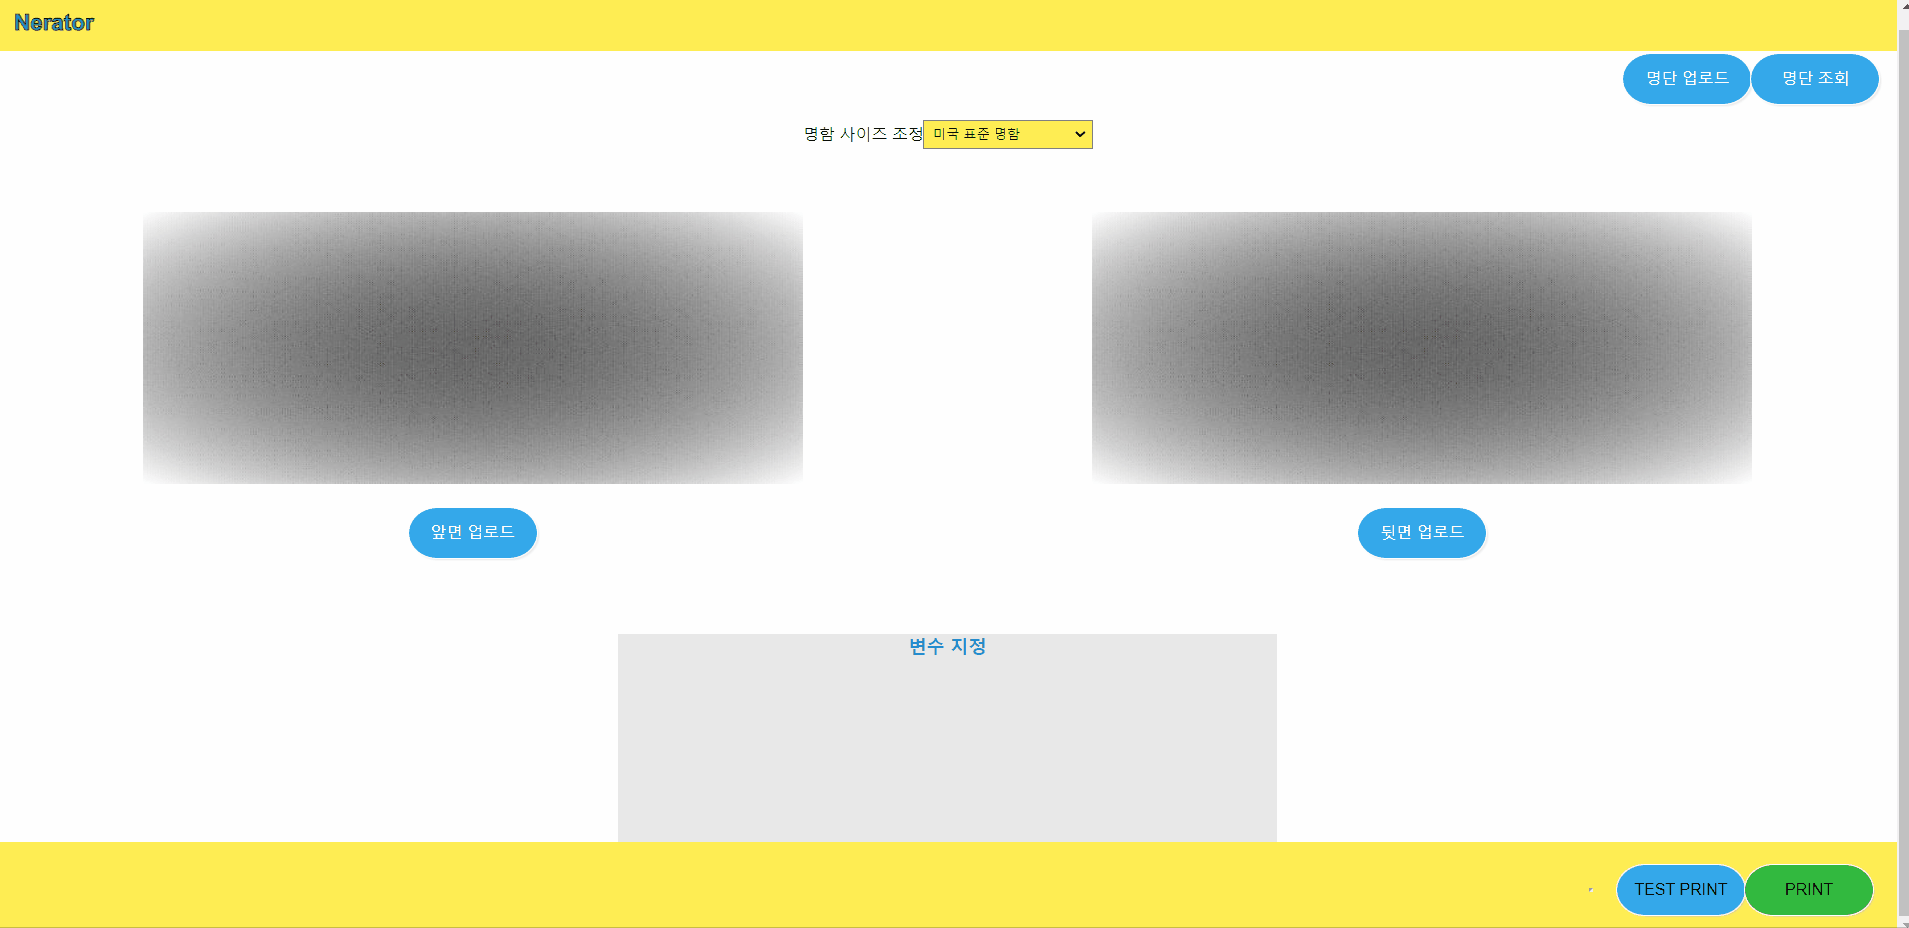 Nerator
명단 업로드 명단 조회
명함 사이즈 조정 미국 표준 명함
앞면 업로드 뒷면 업로드
변수 지정
TEST PRINT PRINT